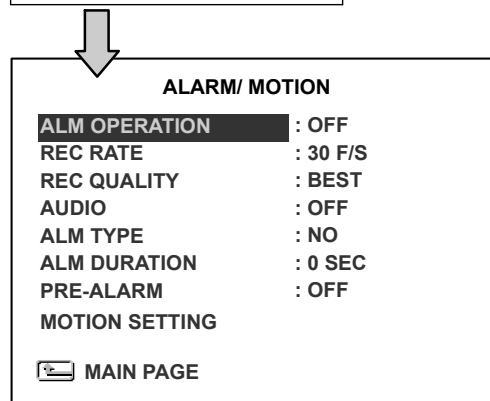 ALARM/ MOTION
ALM OPERATION : OFF
REC RATE : 30 F/S
REC QUALITY : BEST
AUDIO : OFF
ALM TYPE : NO
ALM DURATION : 0 SEC
PRE-ALARM : OFF
MOTION SETTING
MAIN PAGE